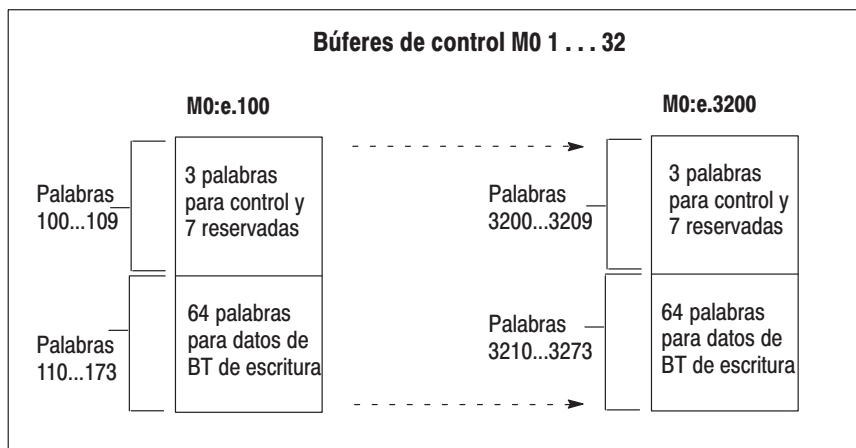 Búferes de control M0 1 . . . 32
M0:e.100
M0:e.3200
Palabras
100...109
3 palabras
para control y
7 reservadas
Palabras
3200...3209
3 palabras
para control y
7 reservadas
Palabras
110...173
64 palabras
para datos de
BT de escritura
Palabras
3210...3273
64 palabras
para datos de
BT de escritura